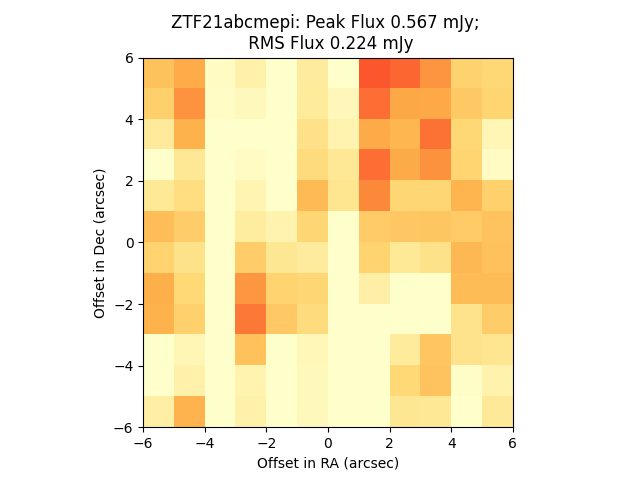 ZTF21abcmepi: Peak Flux 0.567 mJy;
RMS Flux 0.224 mJy
6
4
2
0
−2
−4
−6
Offset in Dec (arcsec)
−6 −4 −2 0 2 4 6
Offset in RA (arcsec)